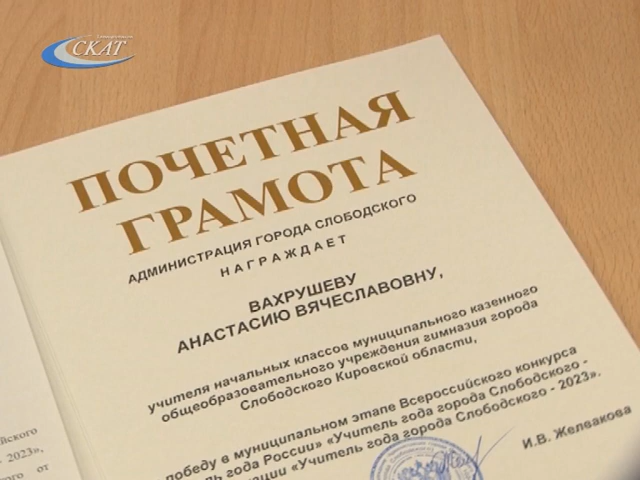 СКАТ
ПОЧЕТНАЯ
ГРАМОТА
АДМИНИСТРАЦИЯ ГОРОДА СЛОБОДСКОГО
НАГРАЖДАЕТ
ВАХРУШЕВУ
АНАСТАСИЮ ВЯЧЕСЛАВОВНУ,
учителя начальных классов муниципального казенного
общеобразовательного учреждения гимназия города
Слободского Кировской области,
победу в муниципальном этапе Всероссийского конкурса
года России» «Учитель года города Слободского -
«Учитель года города Слободского - 2023».
И.В. Желвакова
2023»,
от